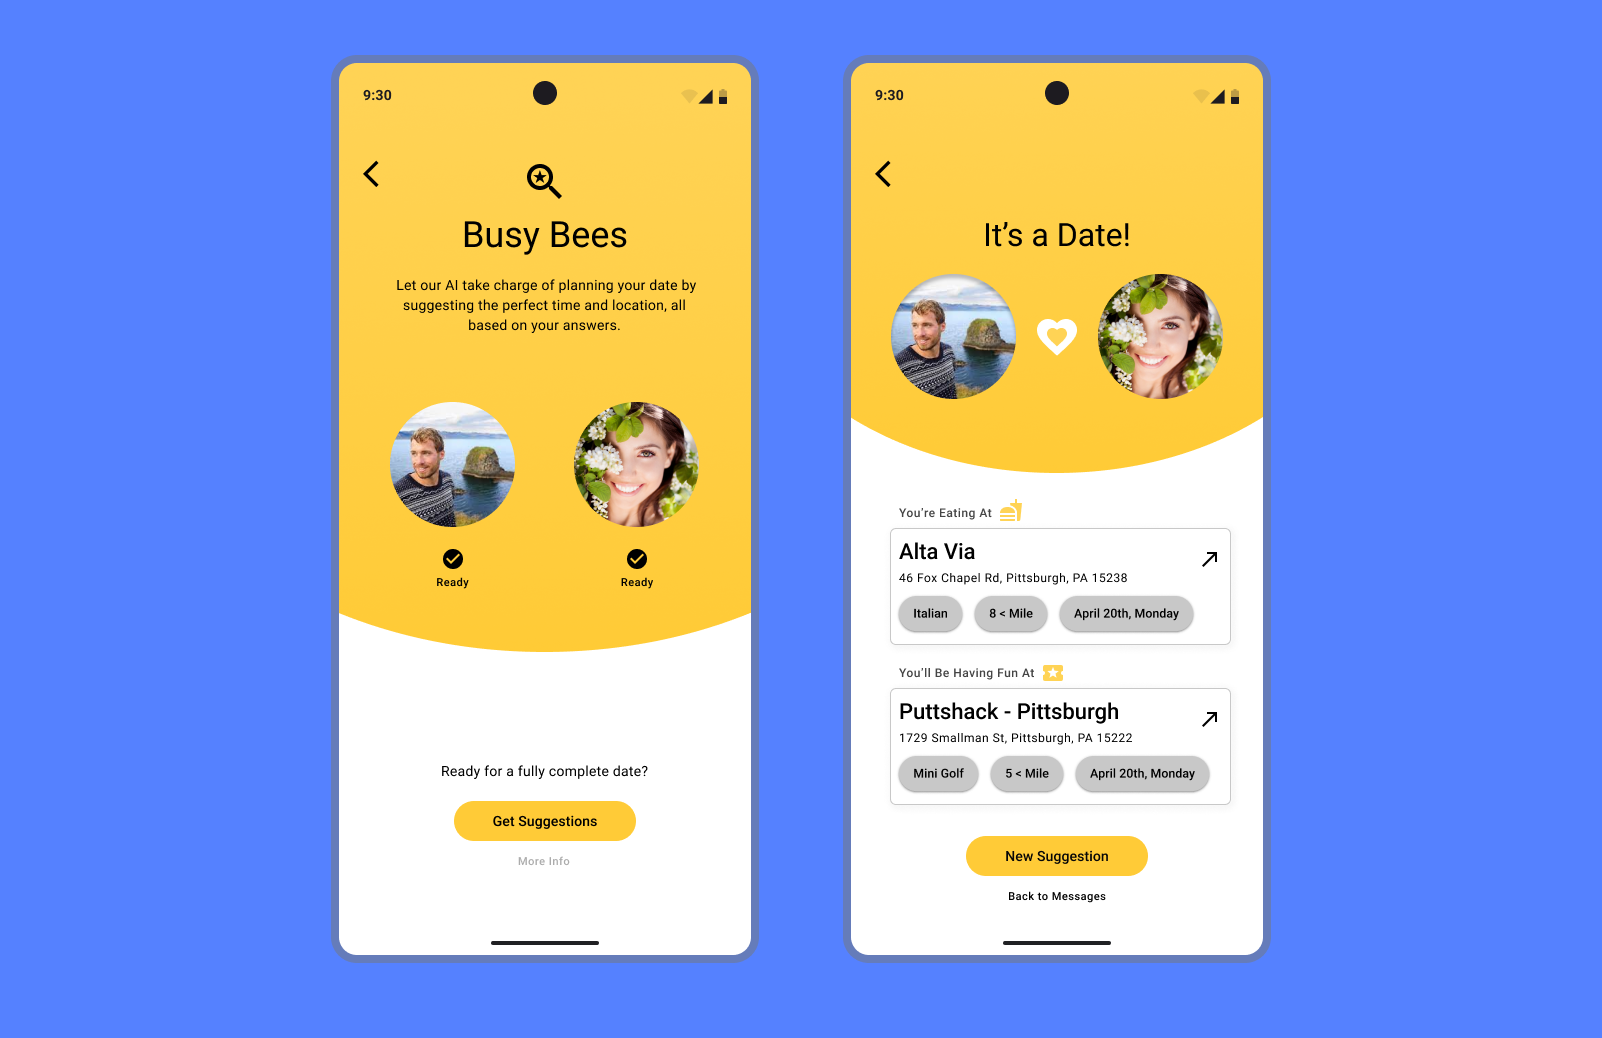 9:30
Busy Bees
Let our AI take charge of planning your date by
suggesting the perfect time and location, all
based on your answers.
Ready
Ready
Ready for a fully complete date?
Get Suggestions
More Info
9:30
It’s a Date!
You’re Eating At
Alta Via
46 Fox Chapel Rd, Pittsburgh, PA 15238
Italian
8 < Mile
April 20th, Monday
You’ll Be Having Fun At
Puttshack - Pittsburgh
1729 Smallman St, Pittsburgh, PA 15222
Mini Golf
5 < Mile
April 20th, Monday
New Suggestion
Back to Messages